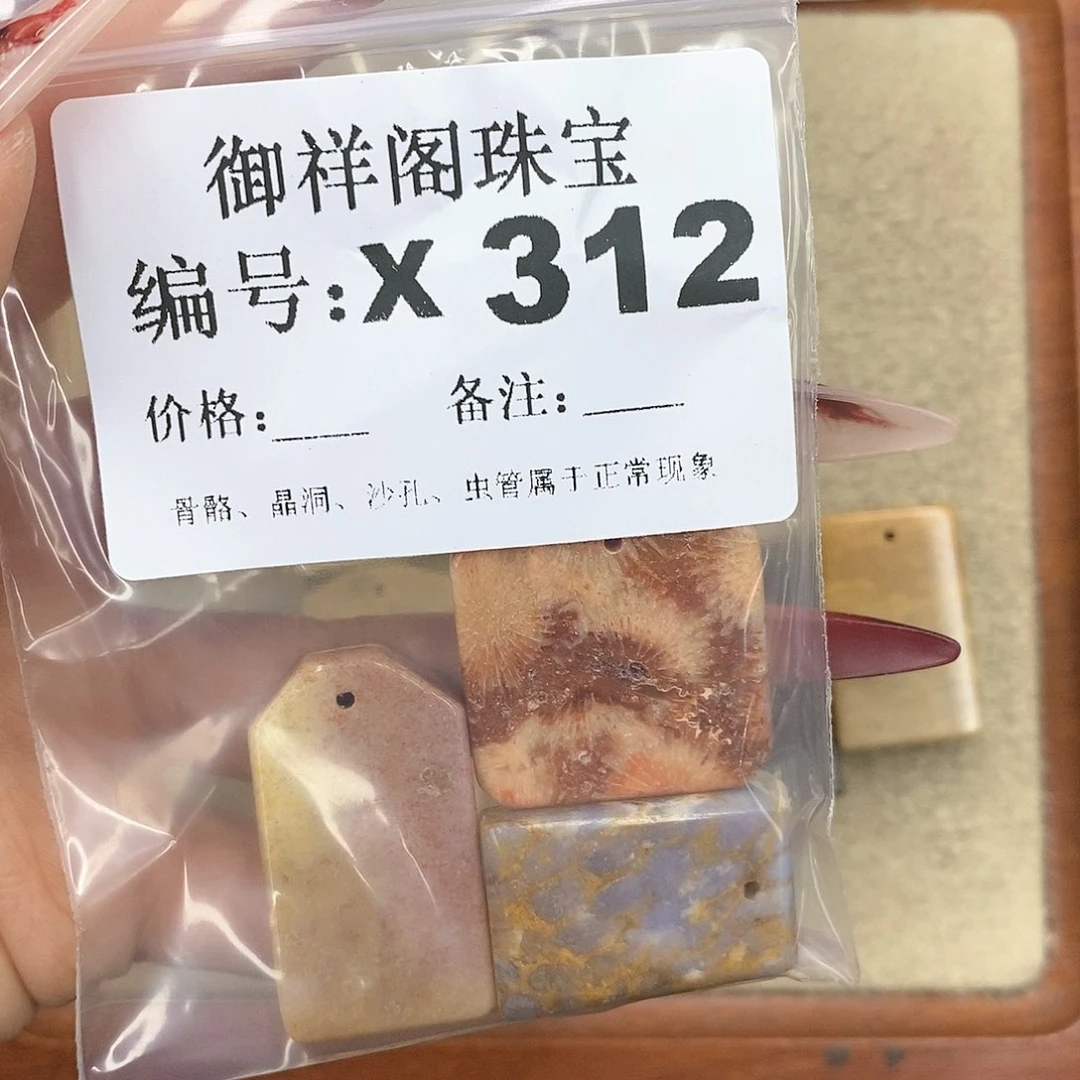 御祥阁珠宝
编号:X 312
价格:____ 备注:____
骨骼、晶洞、沙孔、虫管属于正常现象